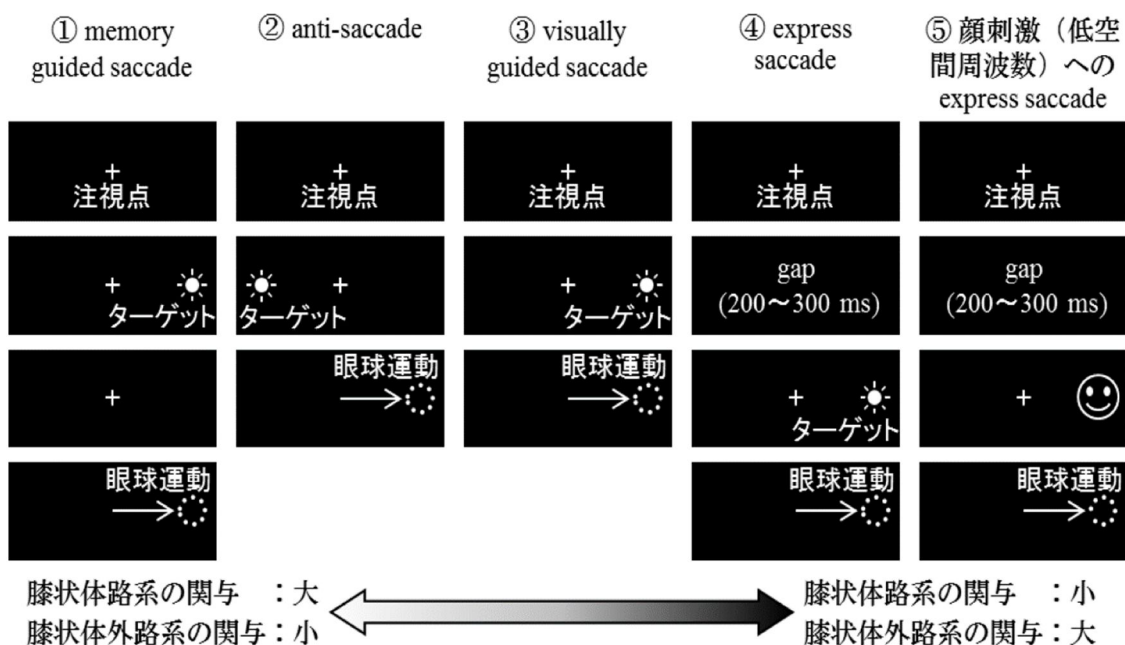 ① memory
guided saccade
② anti-saccade
③ visually
guided saccade
④ express
saccade
⑤ 顔刺激（低空
間周波数）への
express saccade
+
注視点
+
注視点
+
注視点
+
注視点
+
注視点
+
ターゲット
+
ターゲット
+
ターゲット
gap
(200〜300 ms)
gap
(200〜300 ms)
+
眼球運動
眼球運動
+
ターゲット
+
眼球運動
眼球運動
眼球運動
膝状体路系の関与　：大
膝状体外路系の関与：小
膝状体路系の関与　：小
膝状体外路系の関与：大